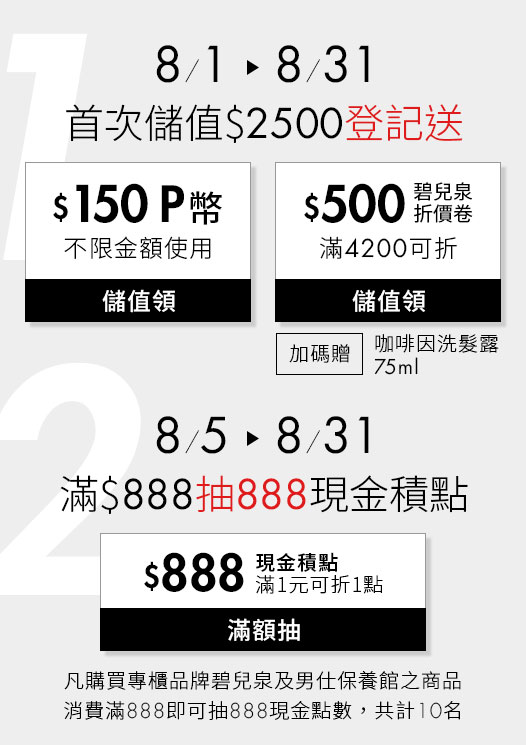 1
8/1 ▸ 8/31
首次儲值$2500登記送
$150 P幣
不限金額使用
儲值領
$500 碧兒泉
折價卷
滿4200可折
儲值領
加碼贈 咖啡因洗髮露
75ml
2
8/5 ▸ 8/31
滿$888抽888現金積點
$888 現金積點
滿1元可折1點
滿額抽
凡購買專櫃品牌碧兒泉及男仕保養館之商品
消費滿888即可抽888現金點數，共計10名